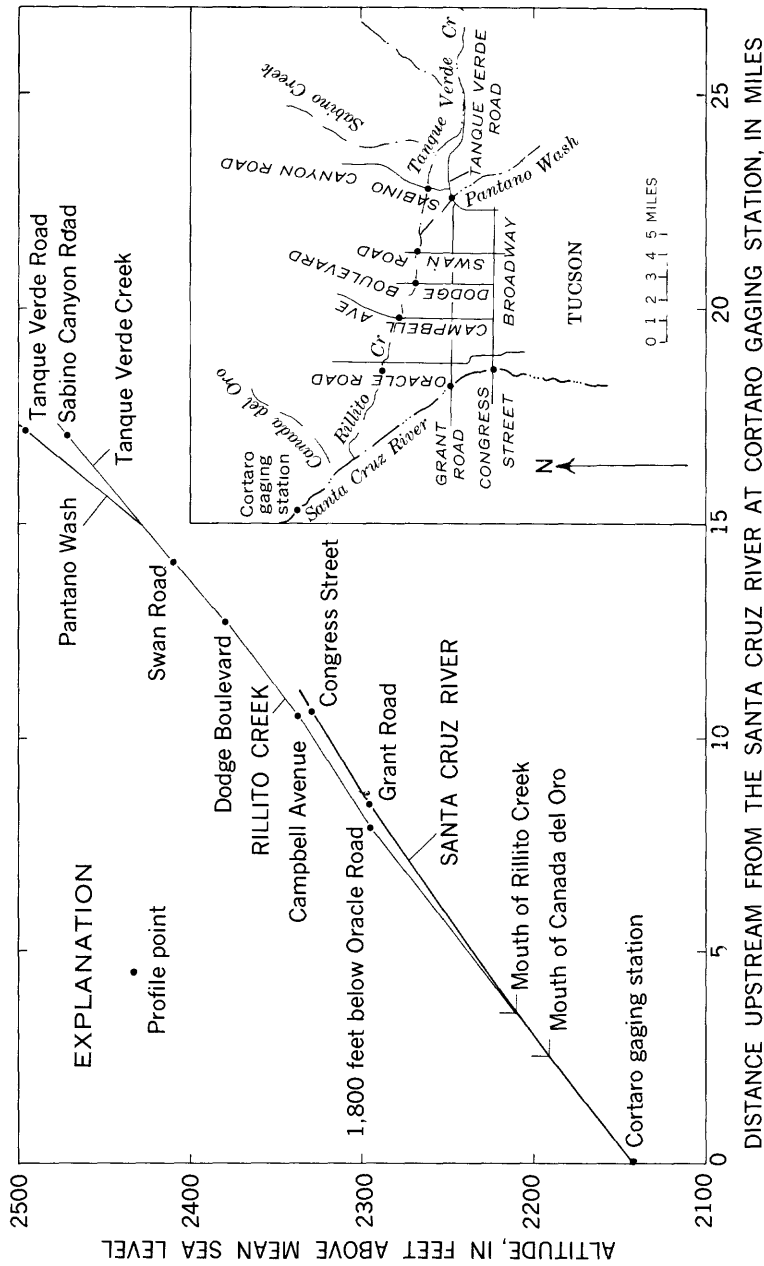 ALTITUDE, IN FEET ABOVE MEAN SEA LEVEL
2500
2400
2300
2200
2100
EXPLANATION
Profile point
Tanque Verde Road
Sabino Canyon Road
Tanque Verde Creek
Pantano Wash
Swan Road
Dodge Boulevard
RILLITO CREEK
Campbell Avenue
Congress Street
1,800 feet below Oracle Road
Grant Road
SANTA CRUZ RIVER
Mouth of Rillito Creek
Mouth of Canada del Oro
Cortaro gaging station
0
5
10
15
20
25
DISTANCE UPSTREAM FROM THE SANTA CRUZ RIVER AT CORTARO GAGING STATION, IN MILES
Cortaro
gaging
station
Canada del Oro
Rillito Cr
Santa Cruz River
Sabino Creek
Tanque Verde Cr
TANQUE VERDE
ROAD
Pantano Wash
SABINO CANYON ROAD
SWAN ROAD
DODGE BOULEVARD
CAMPBELL AVE
ORACLE ROAD
GRANT
ROAD
CONGRESS
STREET
BROADWAY
TUCSON
N
0 1 2 3 4 5 MILES